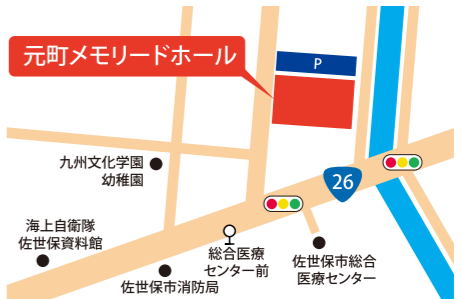 元町メモリードホール
P
九州文化学園
幼稚園
26
海上自衛隊
佐世保資料館
総合医療
センター前
佐世保市総合
医療センター
佐世保市消防局